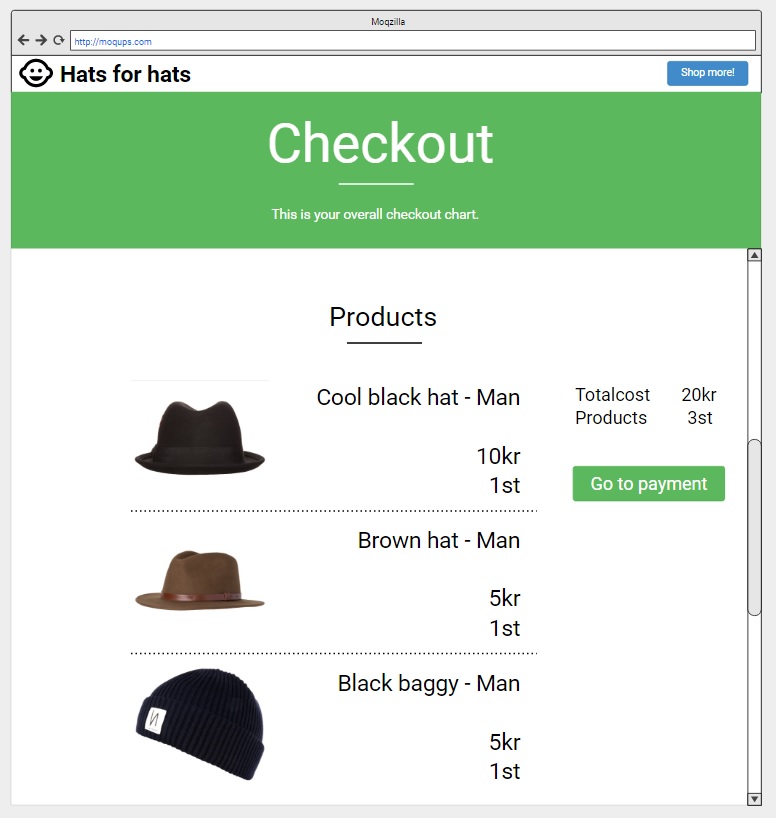 Moqzilla
http://moqups.com
Hats for hats
Shop more!
Checkout
This is your overall checkout chart.
Products
Cool black hat - Man
10kr
1st
Brown hat - Man
5kr
1st
Black baggy - Man
5kr
1st
Totalcost 20kr
Products 3st
Go to payment